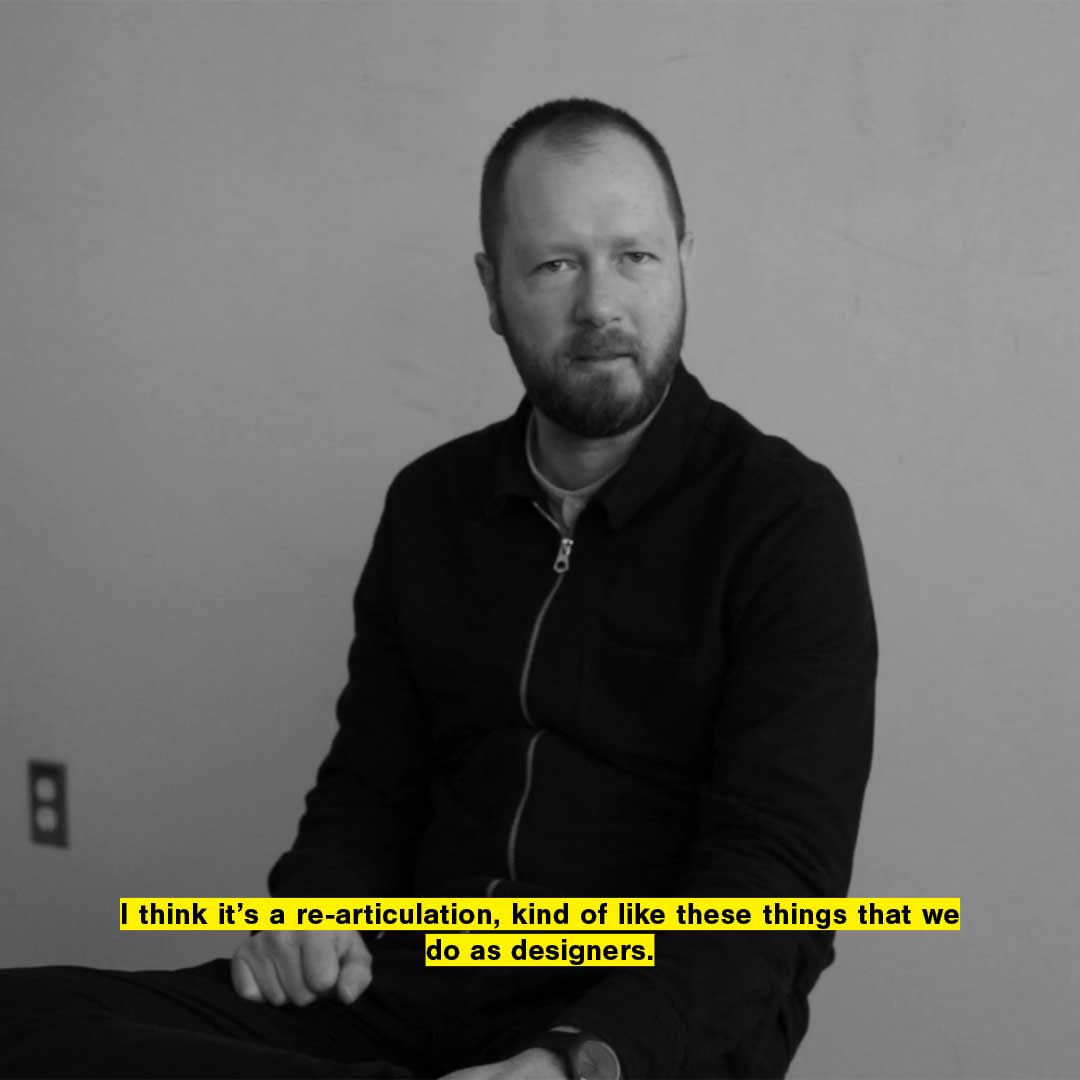 I think it’s a re-articulation, kind of like these things that we
do as designers.